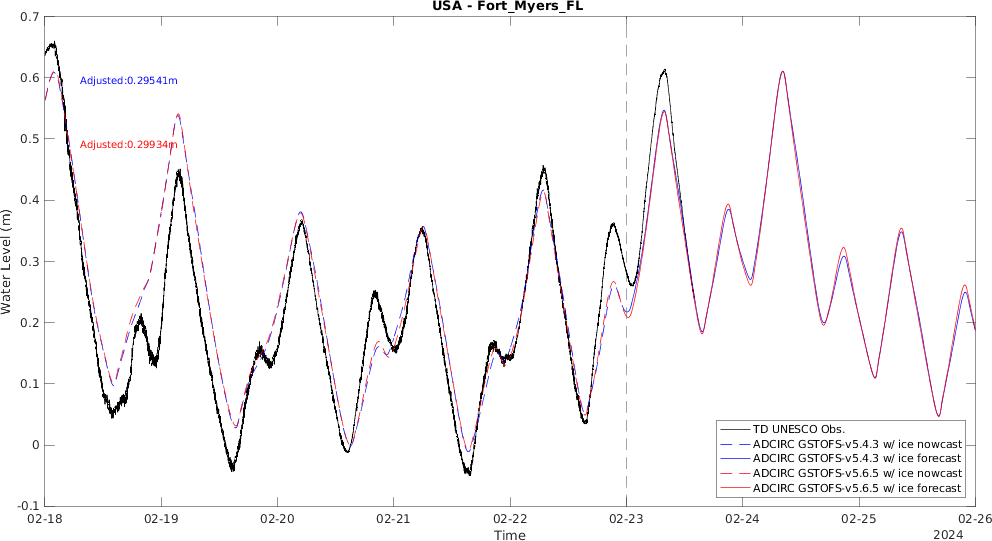 USA - Fort_Myers_FL
0.7
0.6
0.5
0.4
0.3
0.2
0.1
0
-0.1
Water Level (m)
Adjusted:0.29541m
Adjusted:0.29934m
TD UNESCO Obs.
ADCIRC GSTOFS-v5.4.3 w/ ice nowcast
ADCIRC GSTOFS-v5.4.3 w/ ice forecast
ADCIRC GSTOFS-v5.6.5 w/ ice nowcast
ADCIRC GSTOFS-v5.6.5 w/ ice forecast
02-18 02-19 02-20 02-21 02-22 02-23 02-24 02-25 02-26
Time
2024